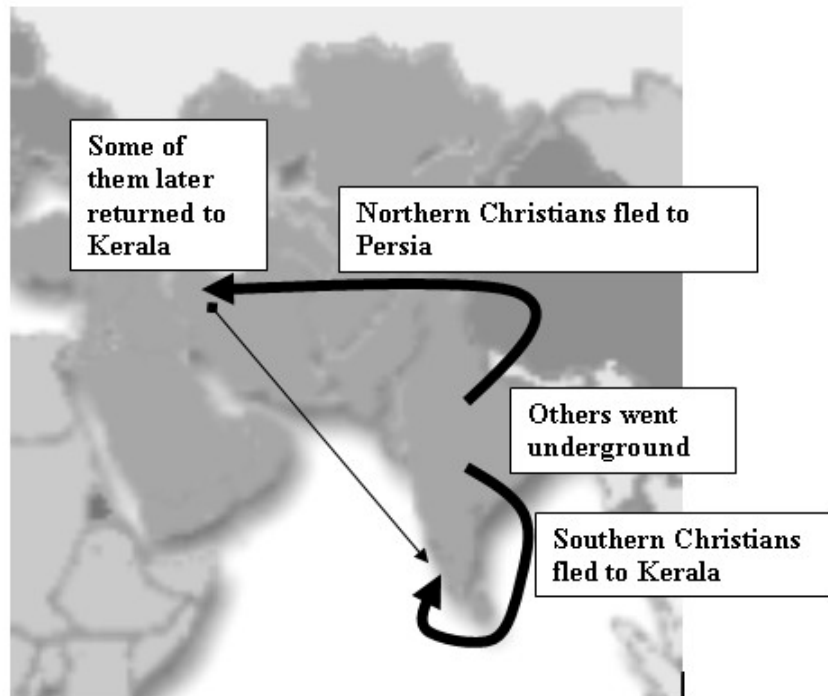 Some of
them later
returned to
Kerala
Northern Christians fled to
Persia
Others went
underground
Southern Christians
fled to Kerala